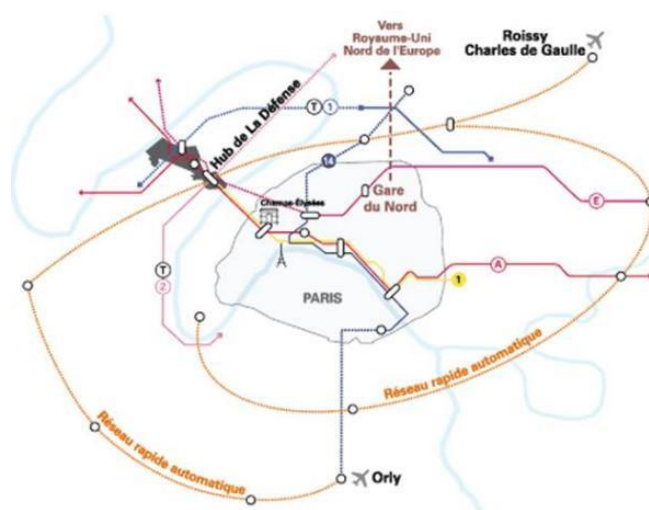 Vers
Royaume-Uni
Nord de l'Europe
Roissy
Charles de Gaulle
T 1
Hub de La Défense
14
Champs-Élysées
Gare
du Nord
E
T
2
PARIS
A
1
Réseau rapide automatique
Réseau rapide automatique
Orly